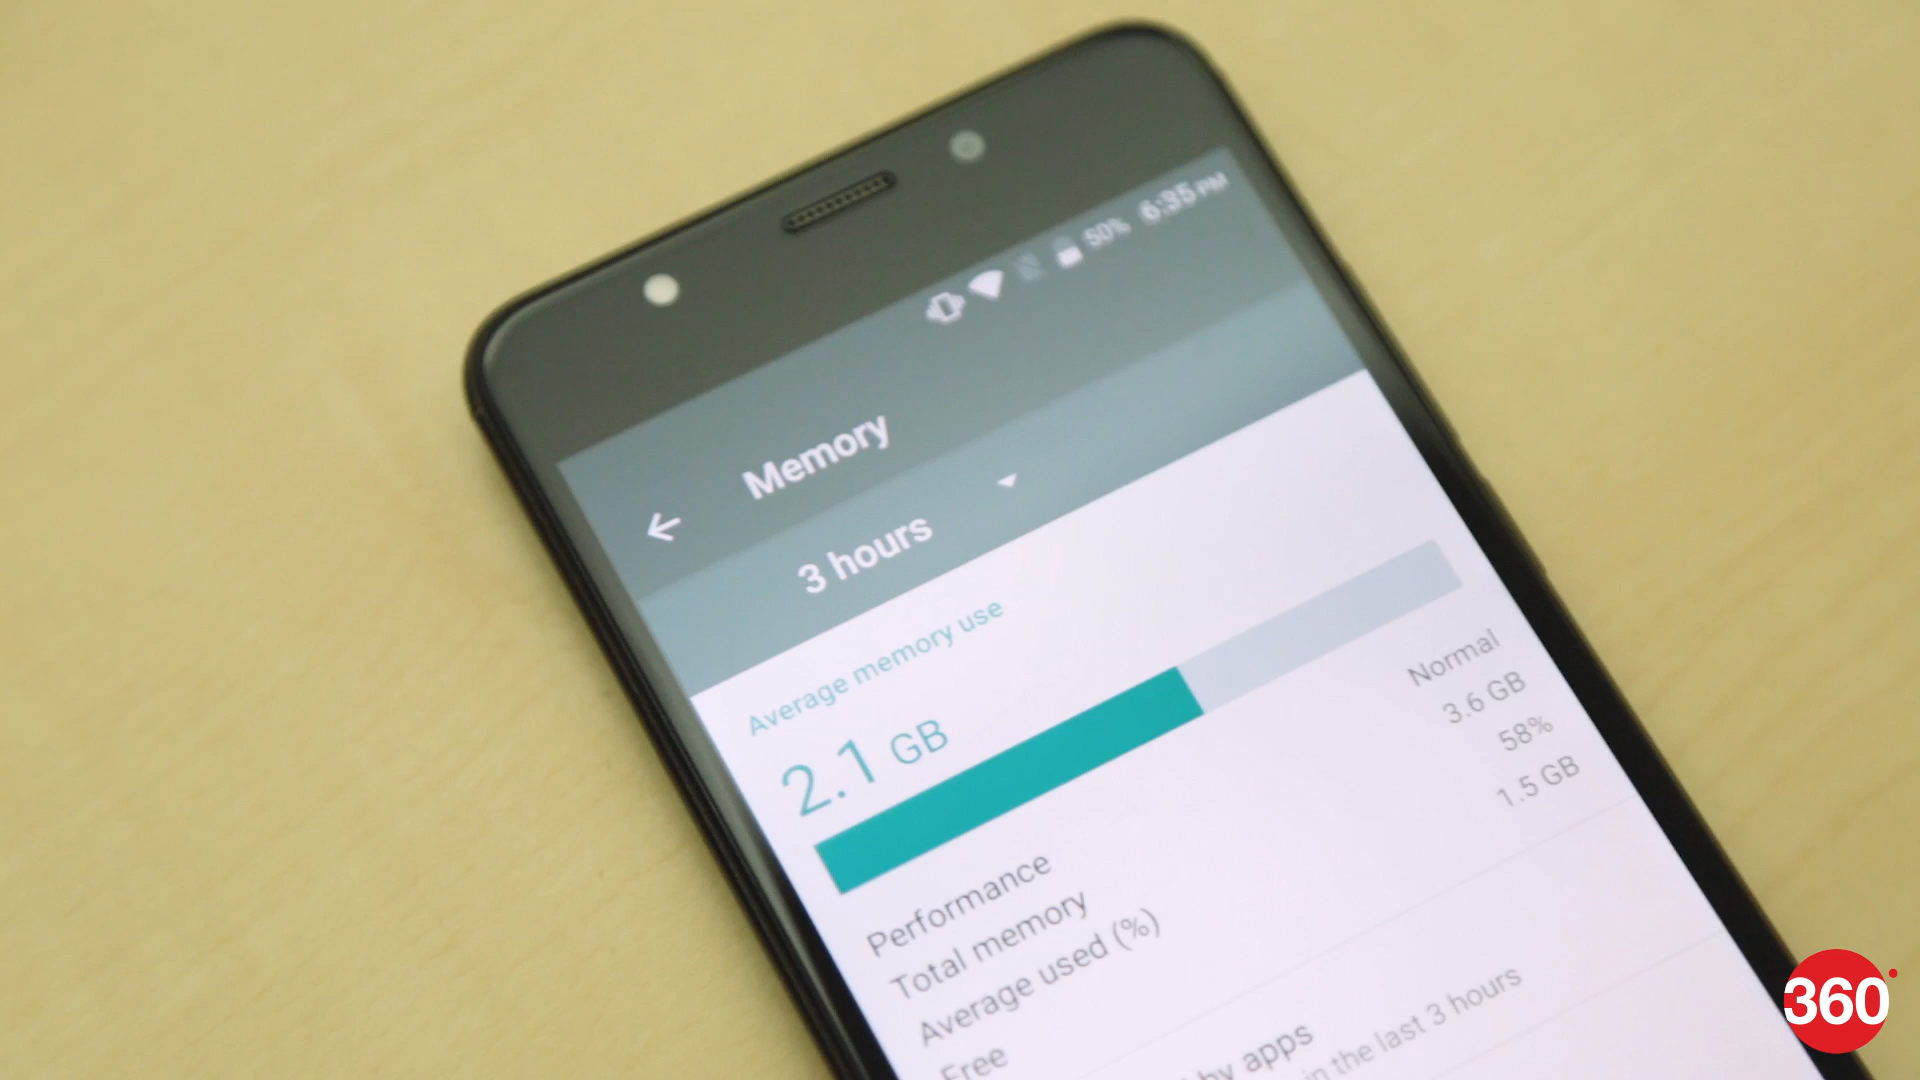 50% 6:35 PM
Memory
3 hours
Average memory use
2.1 GB
Performance Normal
Total memory 3.6 GB
Average used (%) 58%
Free 1.5 GB
by apps
in the last 3 hours
360